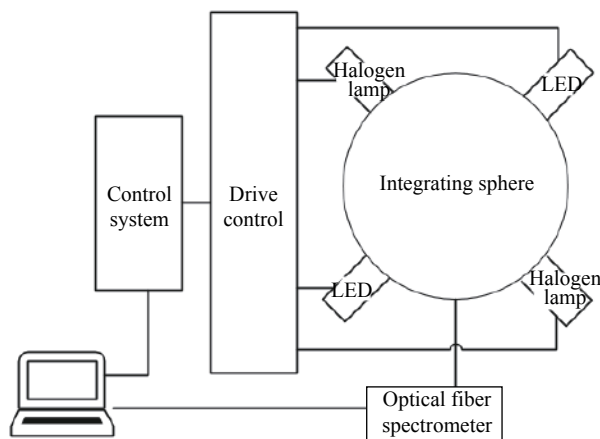 Halogen
lamp
LED
Control
system
Drive
control
Integrating sphere
LED
Halogen
lamp
Optical fiber
spectrometer